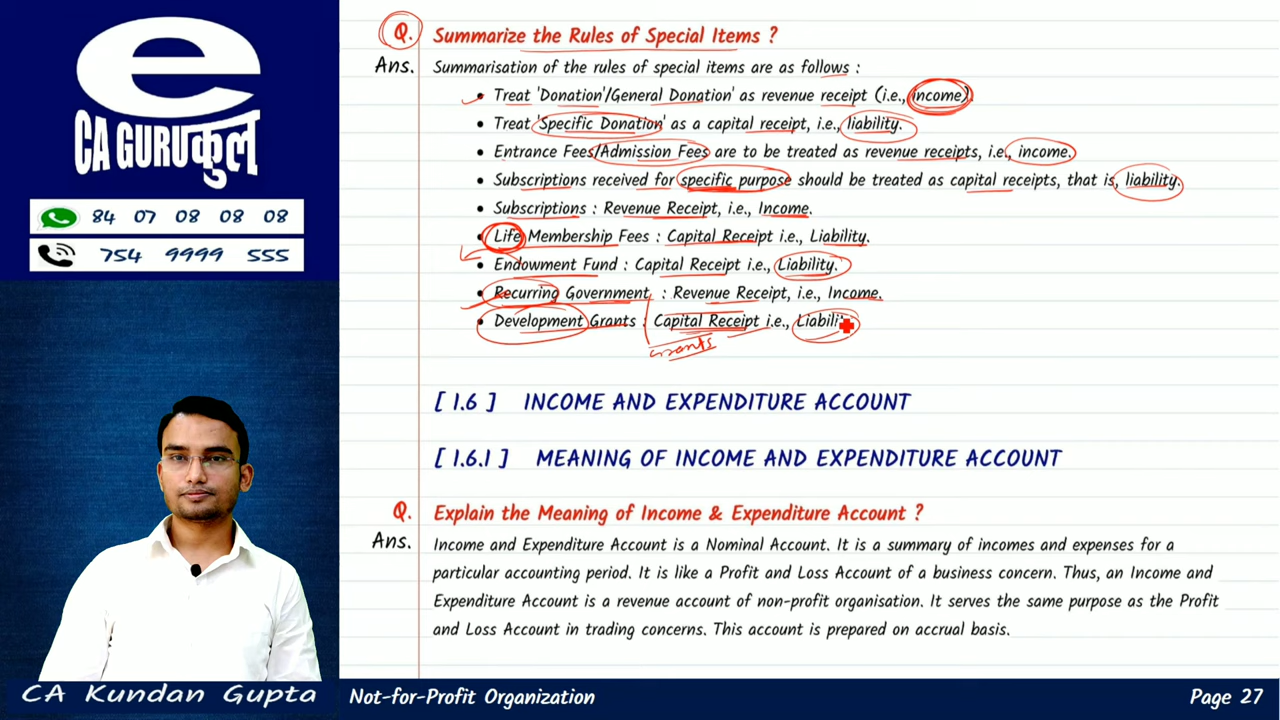 e
CA GURUकुल
84 07 08 08 08
754 9999 555
Q. Summarize the Rules of Special Items ?
Ans. Summarisation of the rules of special items are as follows :
• Treat 'Donation'/General Donation' as revenue receipt (i.e., income).
• Treat 'Specific Donation' as a capital receipt, i.e., liability.
• Entrance Fees/Admission Fees are to be treated as revenue receipts, i.e., income.
• Subscriptions received for specific purpose should be treated as capital receipts, that is, liability.
• Subscriptions : Revenue Receipt, i.e., Income.
• Life Membership Fees : Capital Receipt i.e., Liability.
• Endowment Fund : Capital Receipt i.e., Liability.
• Recurring Government : Revenue Receipt, i.e., Income.
• Development Grants : Capital Receipt i.e., Liabili
Grants
[ 1.6 ] INCOME AND EXPENDITURE ACCOUNT
[ 1.6.1 ] MEANING OF INCOME AND EXPENDITURE ACCOUNT
Q. Explain the Meaning of Income & Expenditure Account ?
Ans. Income and Expenditure Account is a Nominal Account. It is a summary of incomes and expenses for a
particular accounting period. It is like a Profit and Loss Account of a business concern. Thus, an Income and
Expenditure Account is a revenue account of non-profit organisation. It serves the same purpose as the Profit
and Loss Account in trading concerns. This account is prepared on accrual basis.
CA Kundan Gupta
Not-for-Profit Organization
Page 27